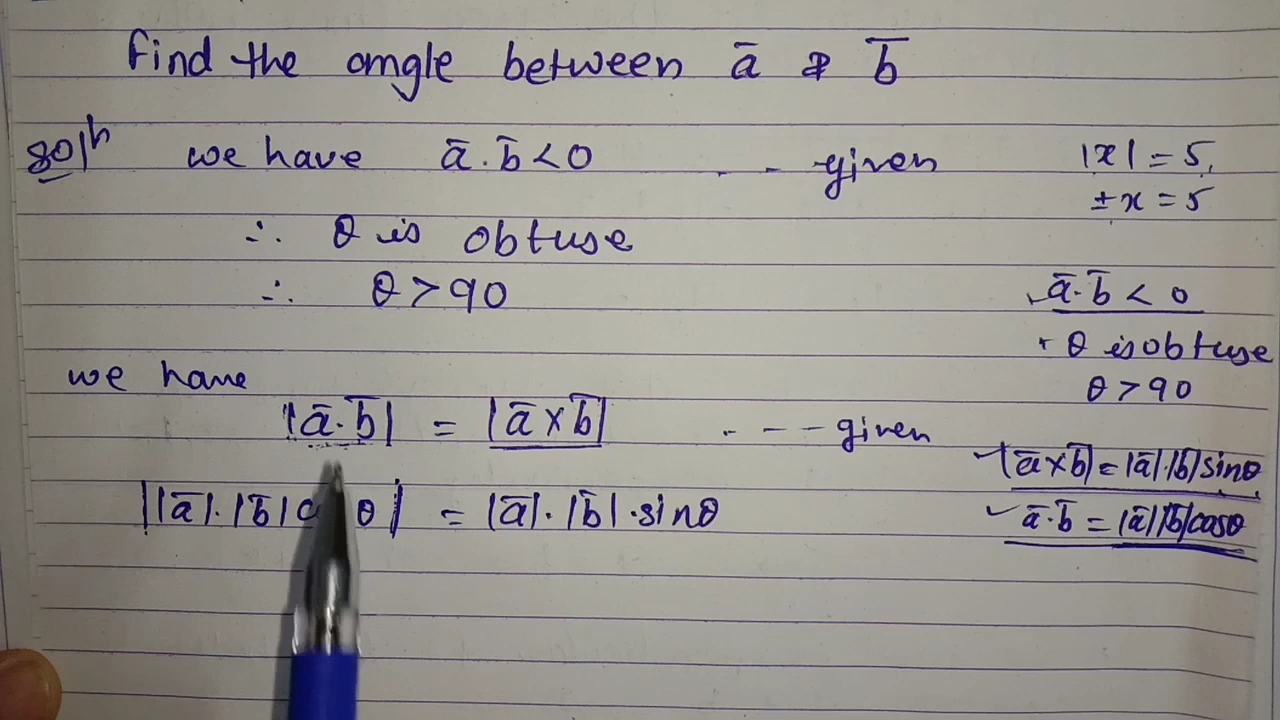 Find the angle between ā & b̄
Solⁿ we have ā . b̄ < 0 - - given
∴ θ is obtuse
∴ θ > 90
we have
|ā . b̄| = |ā × b̄| - - - - given
||ā| . |b̄| c θ| = |ā| . |b̄| . sinθ
|x| = 5,
± x = 5
ā . b̄ < 0
θ is obtuse
θ > 90
|ā × b̄| = |ā| . |b̄| sinθ
ā . b̄ = |ā| |b̄| cosθ